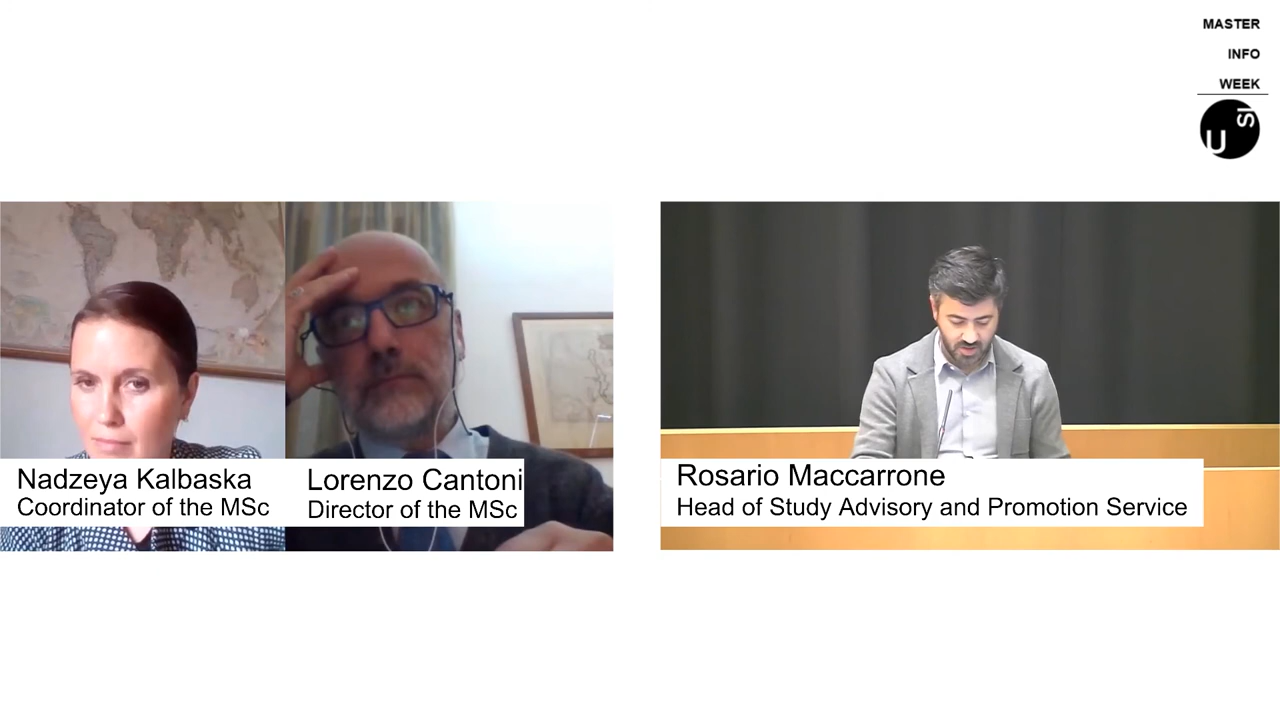 MASTER
INFO
WEEK
USI
Nadzeya Kalbaska
Coordinator of the MSc
Lorenzo Cantoni
Director of the MSc
Rosario Maccarrone
Head of Study Advisory and Promotion Service